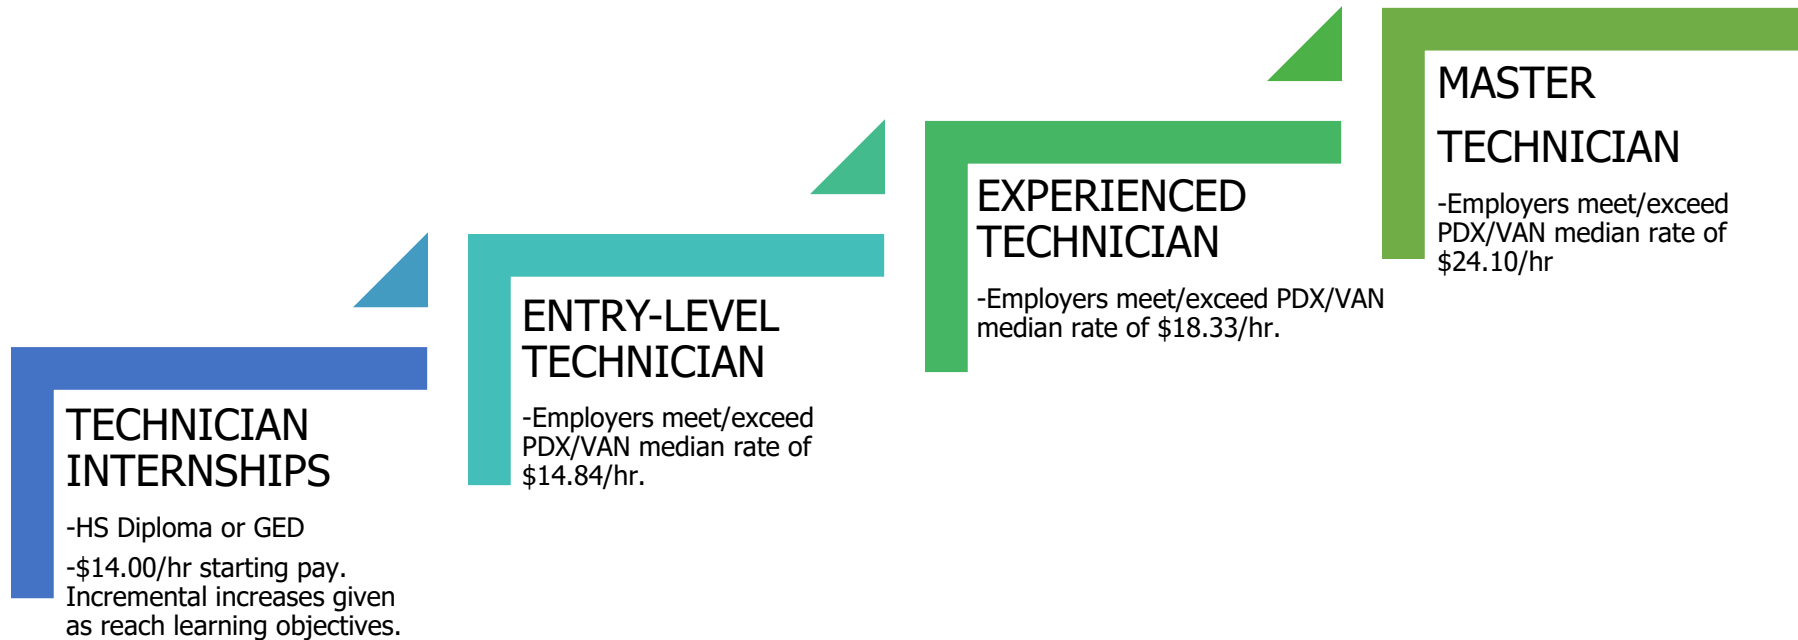 TECHNICIAN
INTERNSHIPS
-HS Diploma or GED
-$14.00/hr starting pay.
Incremental increases given
as reach learning objectives.
ENTRY-LEVEL
TECHNICIAN
-Employers meet/exceed
PDX/VAN median rate of
$14.84/hr.
EXPERIENCED
TECHNICIAN
-Employers meet/exceed PDX/VAN
median rate of $18.33/hr.
MASTER
TECHNICIAN
-Employers meet/exceed
PDX/VAN median rate of
$24.10/hr